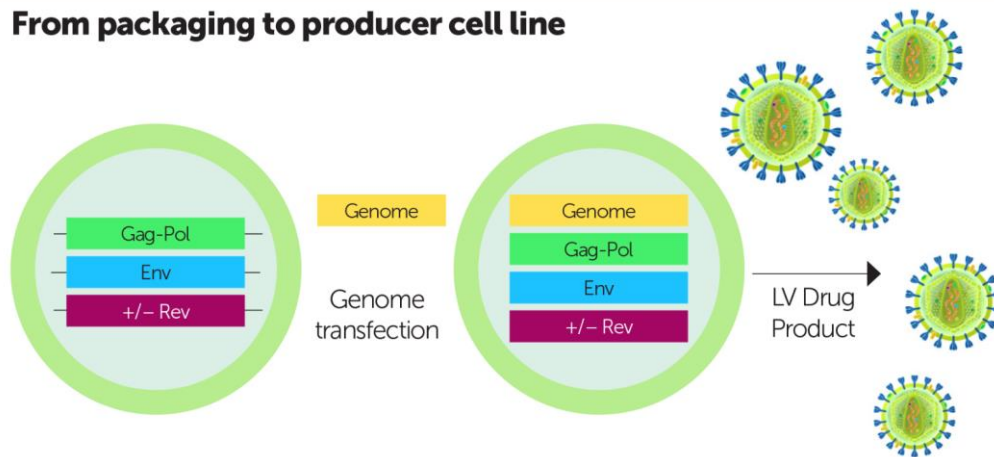 From packaging to producer cell line
Gag-Pol
Env
+/– Rev
Genome
Genome
transfection
Genome
Gag-Pol
Env
+/– Rev
LV Drug
Product